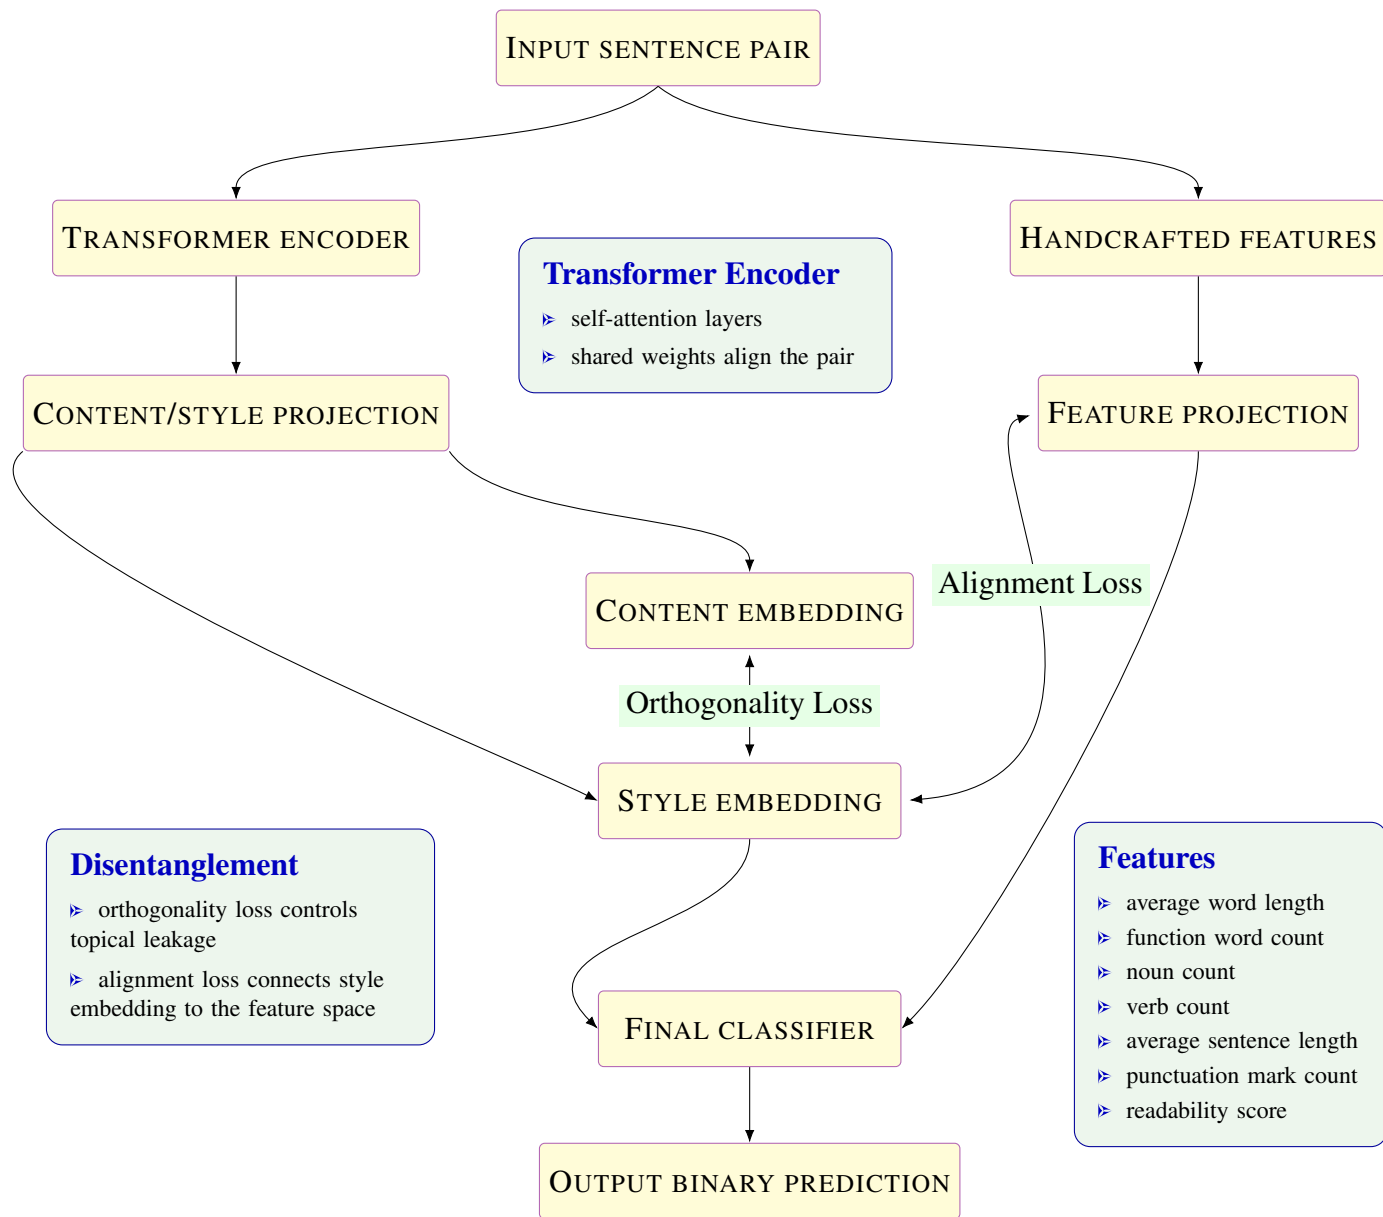 INPUT SENTENCE PAIR
TRANSFORMER ENCODER
HANDCRAFTED FEATURES
Transformer Encoder
self-attention layers
shared weights align the pair
CONTENT/STYLE PROJECTION
FEATURE PROJECTION
Alignment Loss
CONTENT EMBEDDING
Orthogonality Loss
STYLE EMBEDDING
Disentanglement
orthogonality loss controls
topical leakage
alignment loss connects style
embedding to the feature space
Features
average word length
function word count
noun count
verb count
average sentence length
punctuation mark count
readability score
FINAL CLASSIFIER
OUTPUT BINARY PREDICTION